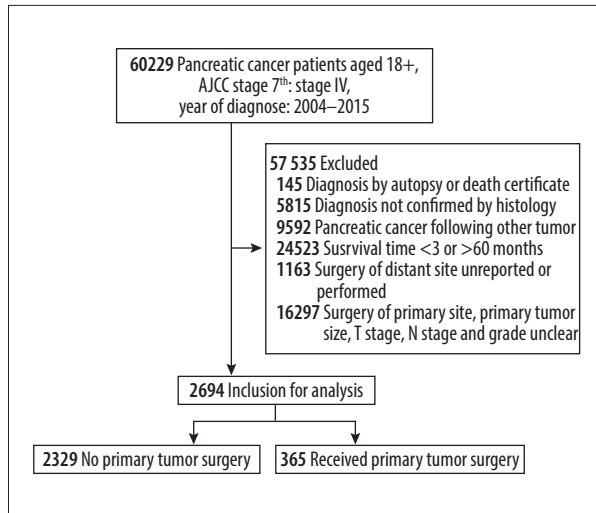 60229 Pancreatic cancer patients aged 18+,
AJCC stage 7th: stage IV,
year of diagnose: 2004–2015
57 535 Excluded
145 Diagnosis by autopsy or death certificate
5815 Diagnosis not confirmed by histology
9592 Pancreatic cancer following other tumor
24523 Susrvival time <3 or >60 months
1163 Surgery of distant site unreported or
performed
16297 Surgery of primary site, primary tumor
size, T stage, N stage and grade unclear
2694 Inclusion for analysis
2329 No primary tumor surgery
365 Received primary tumor surgery